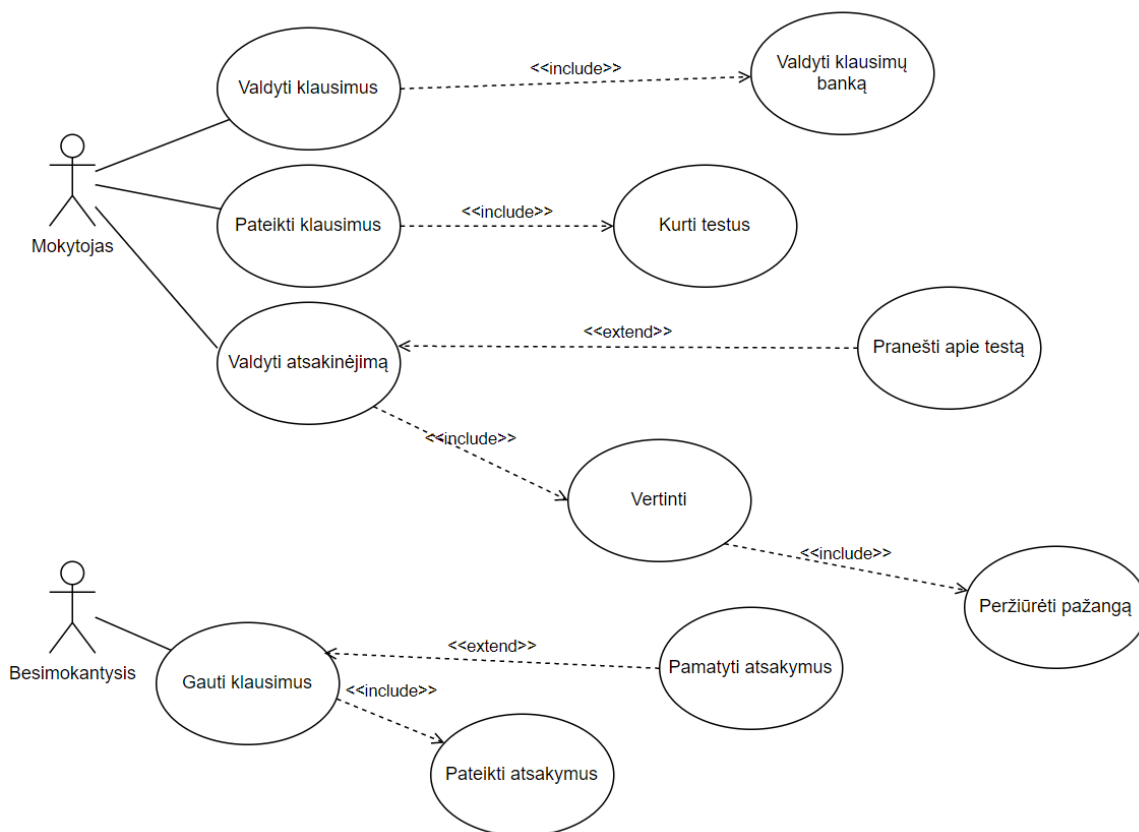 Valdyti klausimus
<<include>>
Valdyti klausimų
banką
Mokytojas
Pateikti klausimus
<<include>>
Kurti testus
Valdyti atsakinėjimą
<<extend>>
Pranešti apie testą
<<include>>
Vertinti
<<include>>
Peržiūrėti pažangą
Besimokantysis
Gauti klausimus
<<extend>>
Pamatyti atsakymus
<<include>>
Pateikti atsakymus